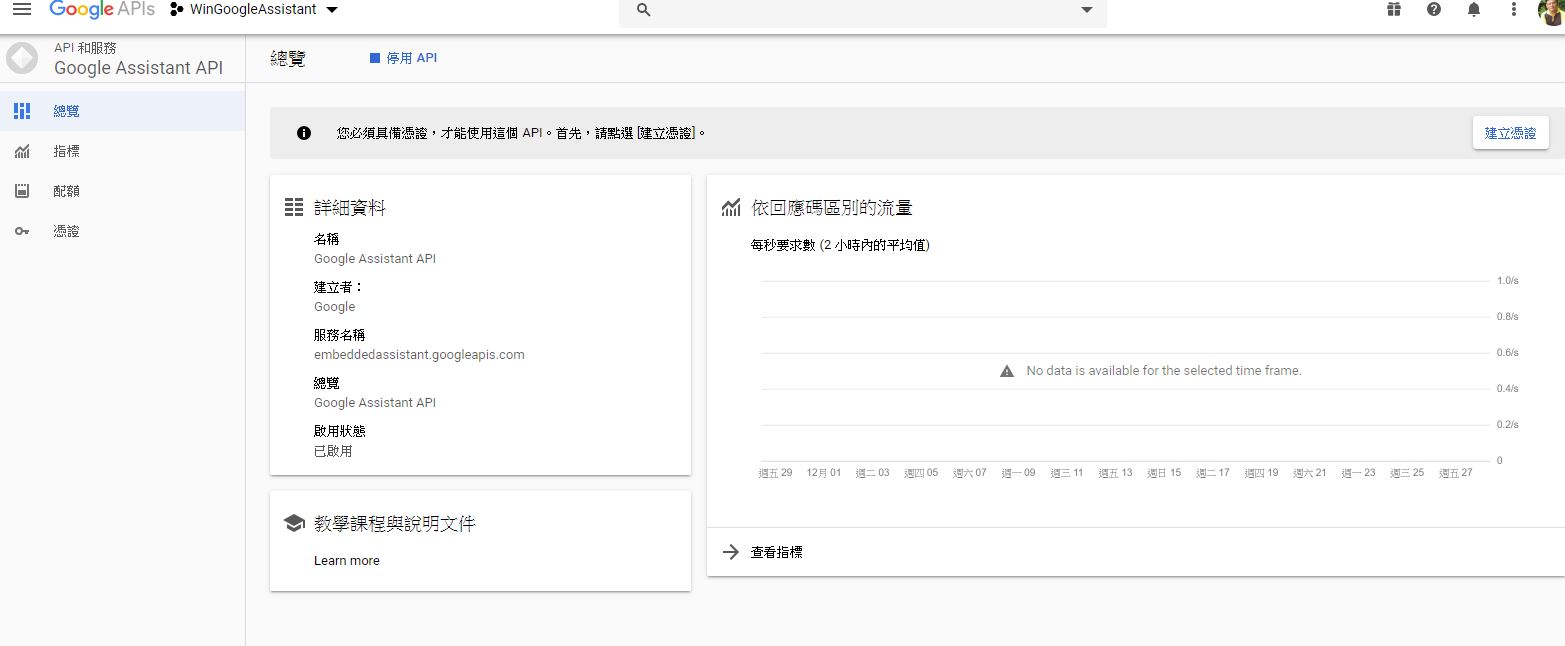 Google APIs
WinGoogleAssistant
API 和服務
Google Assistant API
總覽
指標
配額
憑證
總覽
停用 API
您必須具備憑證，才能使用這個 API。首先，請點選 [建立憑證]。
建立憑證
詳細資料
名稱
Google Assistant API
建立者：
Google
服務名稱
embeddedassistant.googleapis.com
總覽
Google Assistant API
啟用狀態
已啟用
教學課程與說明文件
Learn more
依回應碼區別的流量
每秒要求數 (2 小時內的平均值)
1.0/s
0.8/s
0.6/s
No data is available for the selected time frame.
0.4/s
0.2/s
0
週五 29 12月 01 週二 03 週四 05 週六 07 週一 09 週三 11 週五 13 週日 15 週二 17 週四 19 週六 21 週一 23 週三 25 週五 27
查看指標